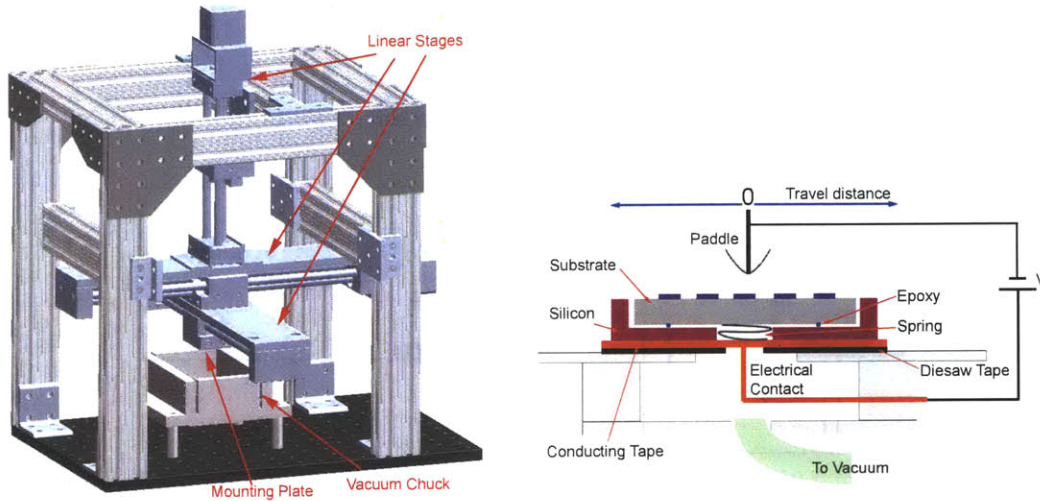 Linear Stages
Mounting Plate
Vacuum Chuck
0
Travel distance
Paddle
V
Substrate
Epoxy
Silicon
Spring
Electrical
Contact
Diesaw Tape
Conducting Tape
To Vacuum